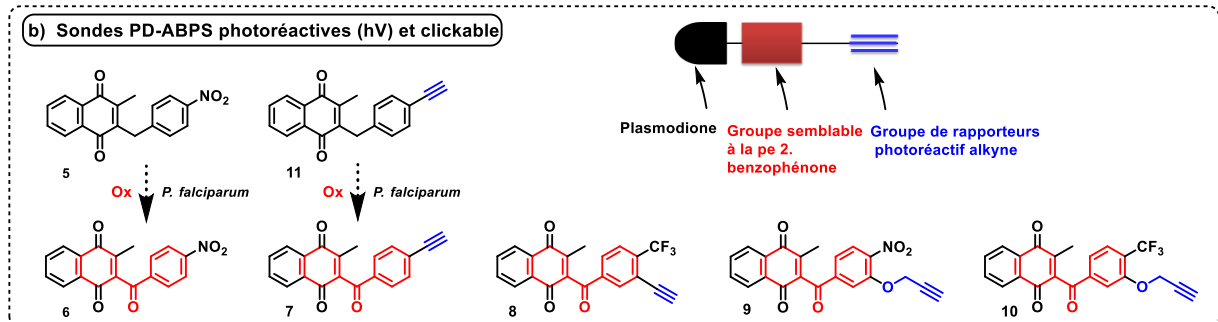 b) Sondes PD-ABPS photoréactives (hV) et clickable
Plasmodione
Groupe semblable
à la pe 2.
benzophénone
Groupe de rapporteurs
photoréactif alkyne
O
NO2
O
5
O
O
11
Ox
P. falciparum
Ox
P. falciparum
O
NO2
O
O
6
O
O
O
7
O
CF3
O
O
8
O
NO2
O
O
O
9
O
CF3
O
O
O
10